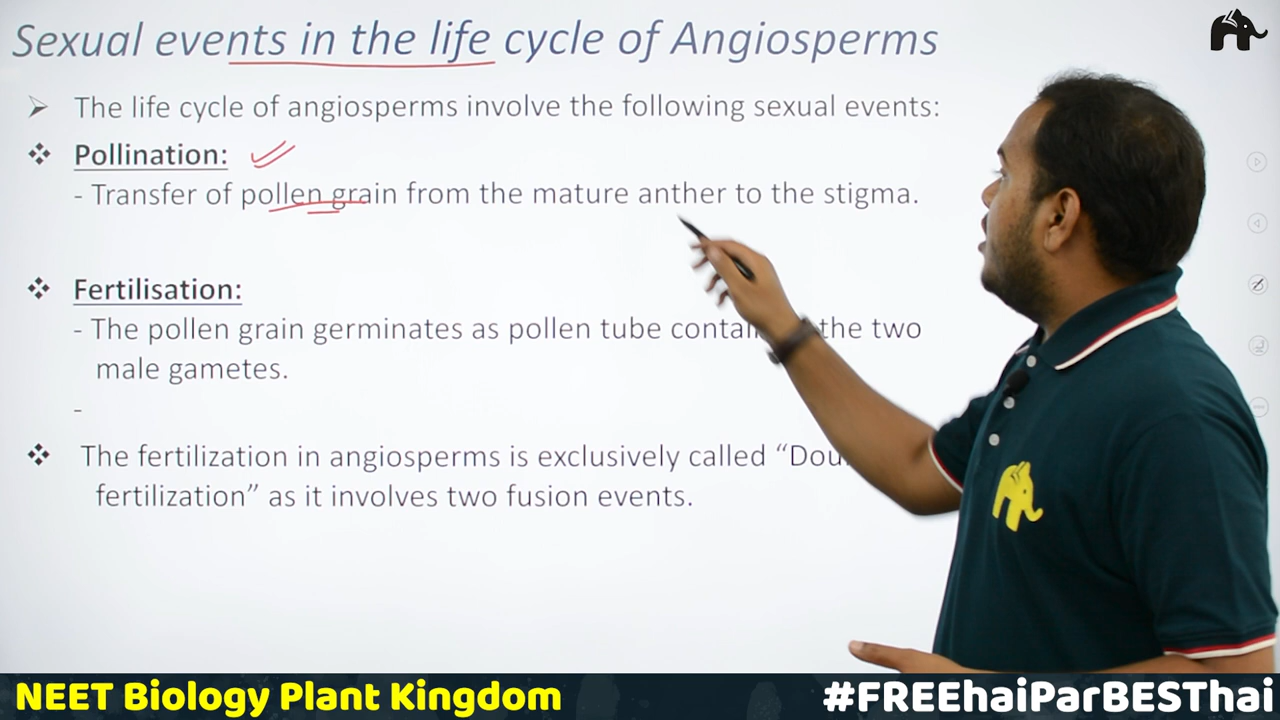 Sexual events in the life cycle of Angiosperms
➢ The life cycle of angiosperms involve the following sexual events:
❖ Pollination:
- Transfer of pollen grain from the mature anther to the stigma.
❖ Fertilisation:
- The pollen grain germinates as pollen tube the two
male gametes.
-
❖ The fertilization in angiosperms is exclusively called “
fertilization” as it involves two fusion events.
NEET Biology Plant Kingdom
#FREEhaiParBESThai